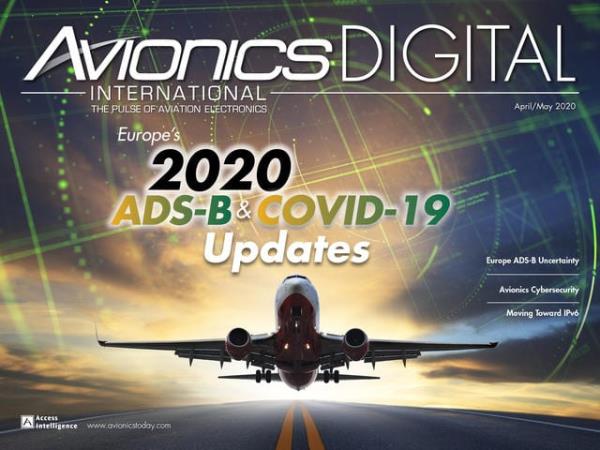 AVIONICS DIGITAL
INTERNATIONAL
THE PULSE OF AVIATION ELECTRONICS
April/May 2020
Europe's
2020
ADS-B & COVID-19
Updates
Europe ADS-B Uncertainty
Avionics Cybersecurity
Moving Toward IPv6
A Access
Intelligence
www.avionicstoday.com